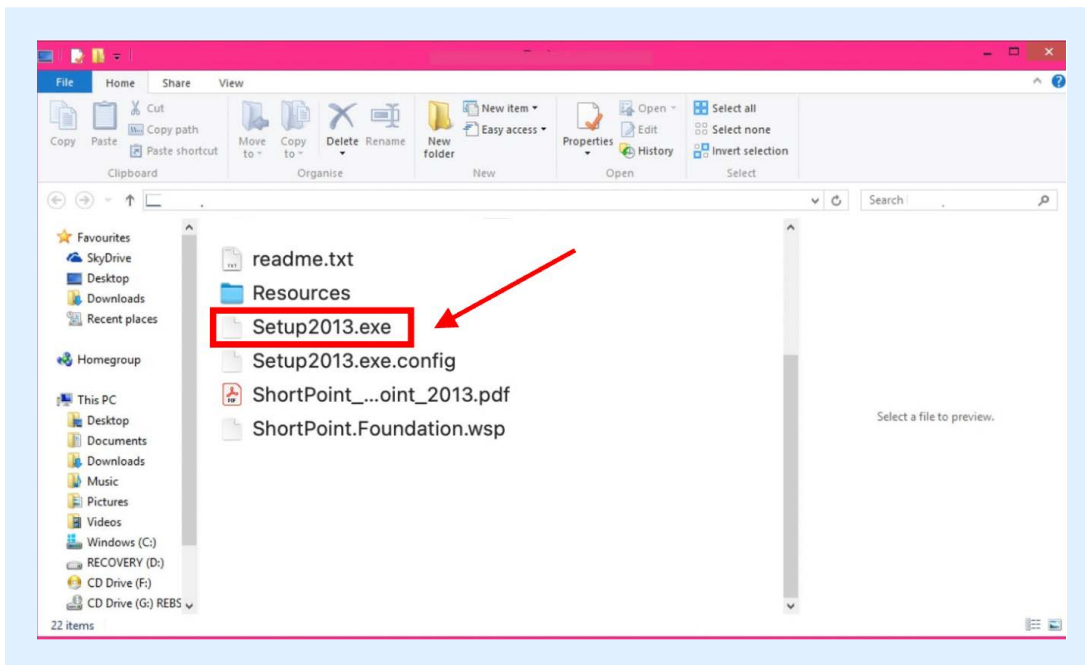 File Home Share View
Copy
Paste
Cut
Copy path
Paste shortcut
Clipboard
Move to
Copy to
Delete
Rename
Organise
New folder
New item
Easy access
New
Properties
Open
Edit
History
Open
Select all
Select none
Invert selection
Select
Search
Favourites
SkyDrive
Desktop
Downloads
Recent places
Homegroup
This PC
Desktop
Documents
Downloads
Music
Pictures
Videos
Windows (C:)
RECOVERY (D:)
CD Drive (F:)
CD Drive (G:) REBS
readme.txt
Resources
Setup2013.exe
Setup2013.exe.config
ShortPoint_...oint_2013.pdf
ShortPoint.Foundation.wsp
Select a file to preview.
22 items